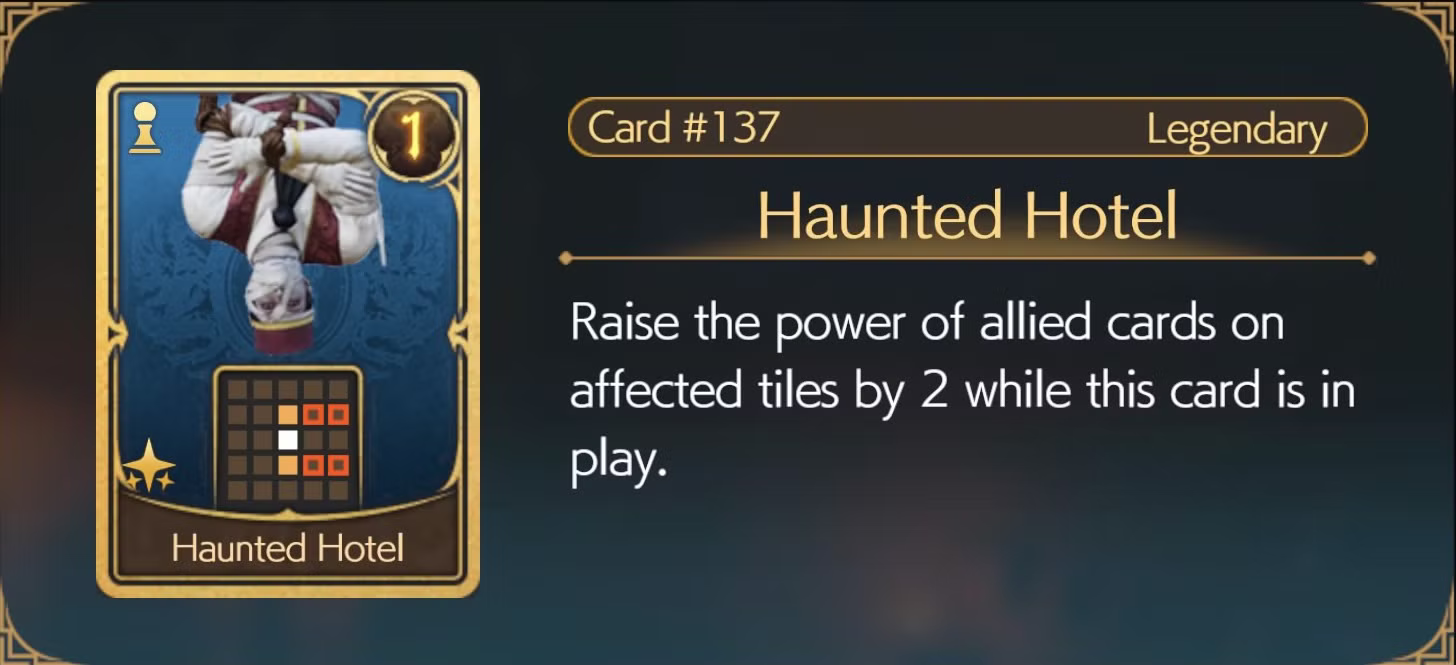 1
Card #137 Legendary
Haunted Hotel
Raise the power of allied cards on
affected tiles by 2 while this card is in
play.
Haunted Hotel